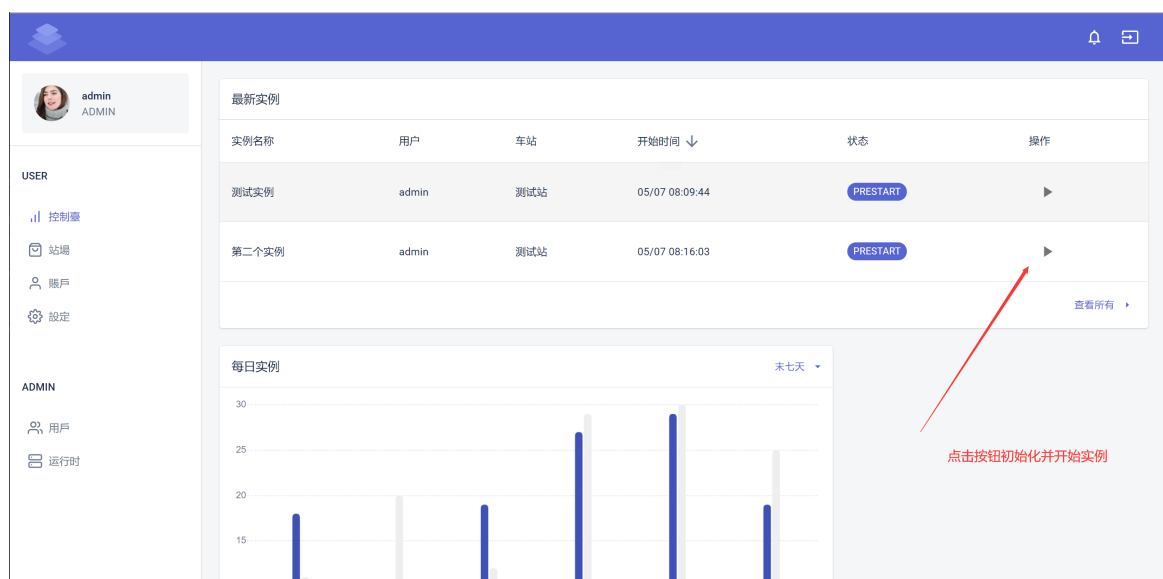 admin
ADMIN
USER
控制臺
站場
賬戶
設定
ADMIN
用戶
运行时
最新实例
实例名称 用户 车站 开始时间 状态 操作
测试实例 admin 测试站 05/07 08:09:44 PRESTART
第二个实例 admin 测试站 05/07 08:16:03 PRESTART
查看所有
每日实例 末七天
30
25
20
15
点击按钮初始化并开始实例